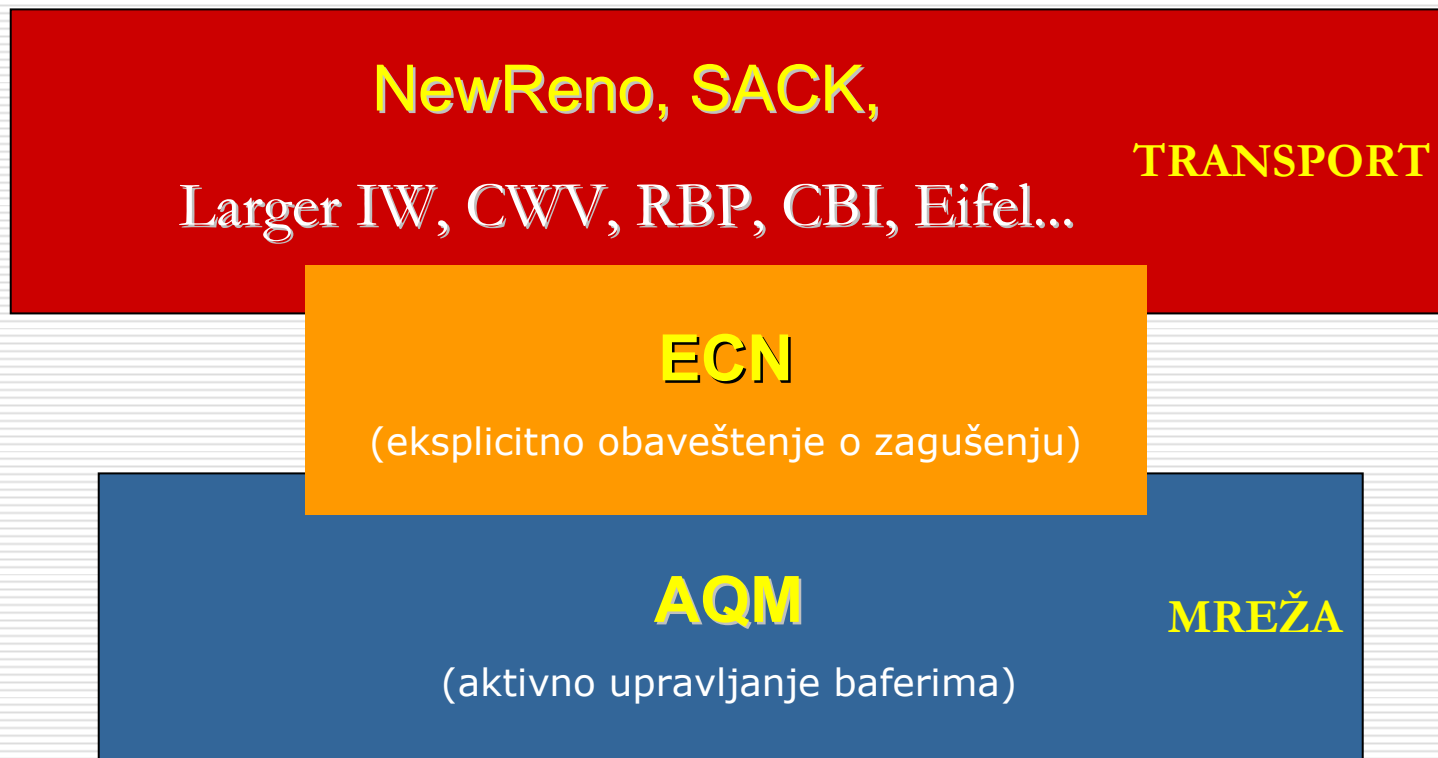 NewReno, SACK,
TRANSPORT
Larger IW, CWV, RBP, CBI, Eifel...
ECN
(eksplicitno obaveštenje o zagušenju)
AQM
MREŽA
(aktivno upravljanje baferima)